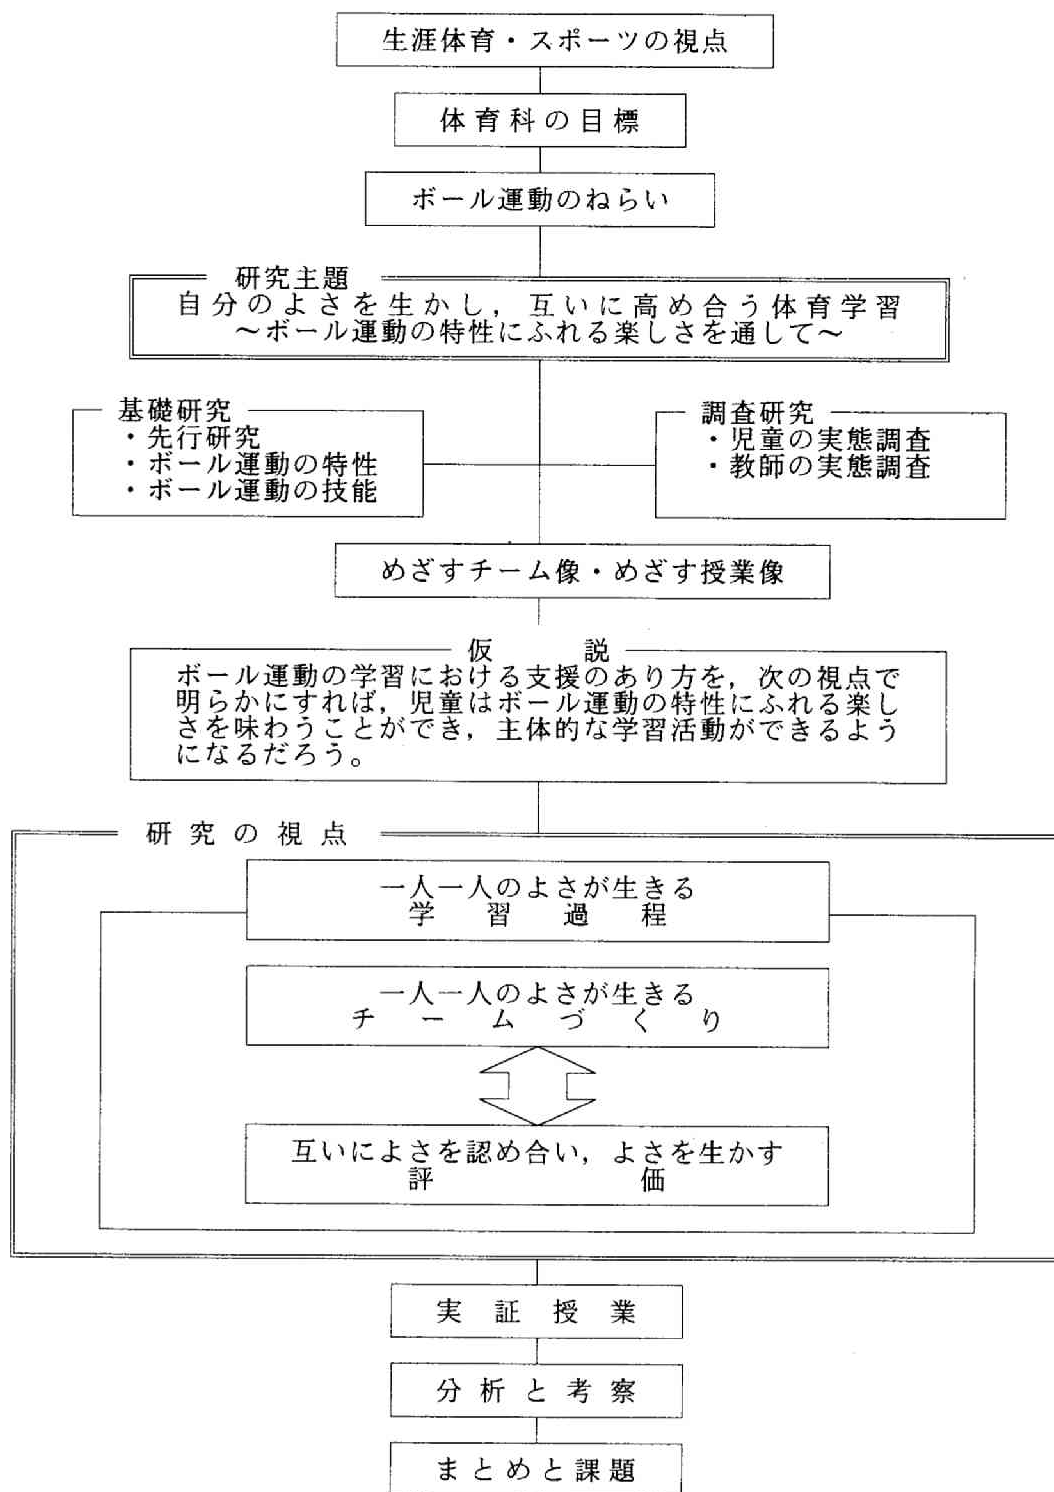 生涯体育・スポーツの視点
体育科の目標
ボール運動のねらい
研究主題
自分のよさを生かし，互いに高め合う体育学習
～ボール運動の特性にふれる楽しさを通して～
基礎研究
・先行研究
・ボール運動の特性
・ボール運動の技能
調査研究
・児童の実態調査
・教師の実態調査
めざすチーム像・めざす授業像
仮　説
ボール運動の学習における支援のあり方を，次の視点で
明らかにすれば，児童はボール運動の特性にふれる楽し
さを味わうことができ，主体的な学習活動ができるよう
になるだろう。
研究の視点
一人一人のよさが生きる
学習過程
一人一人のよさが生きる
チームづくり
互いによさを認め合い，よさを生かす
評価
実証授業
分析と考察
まとめと課題